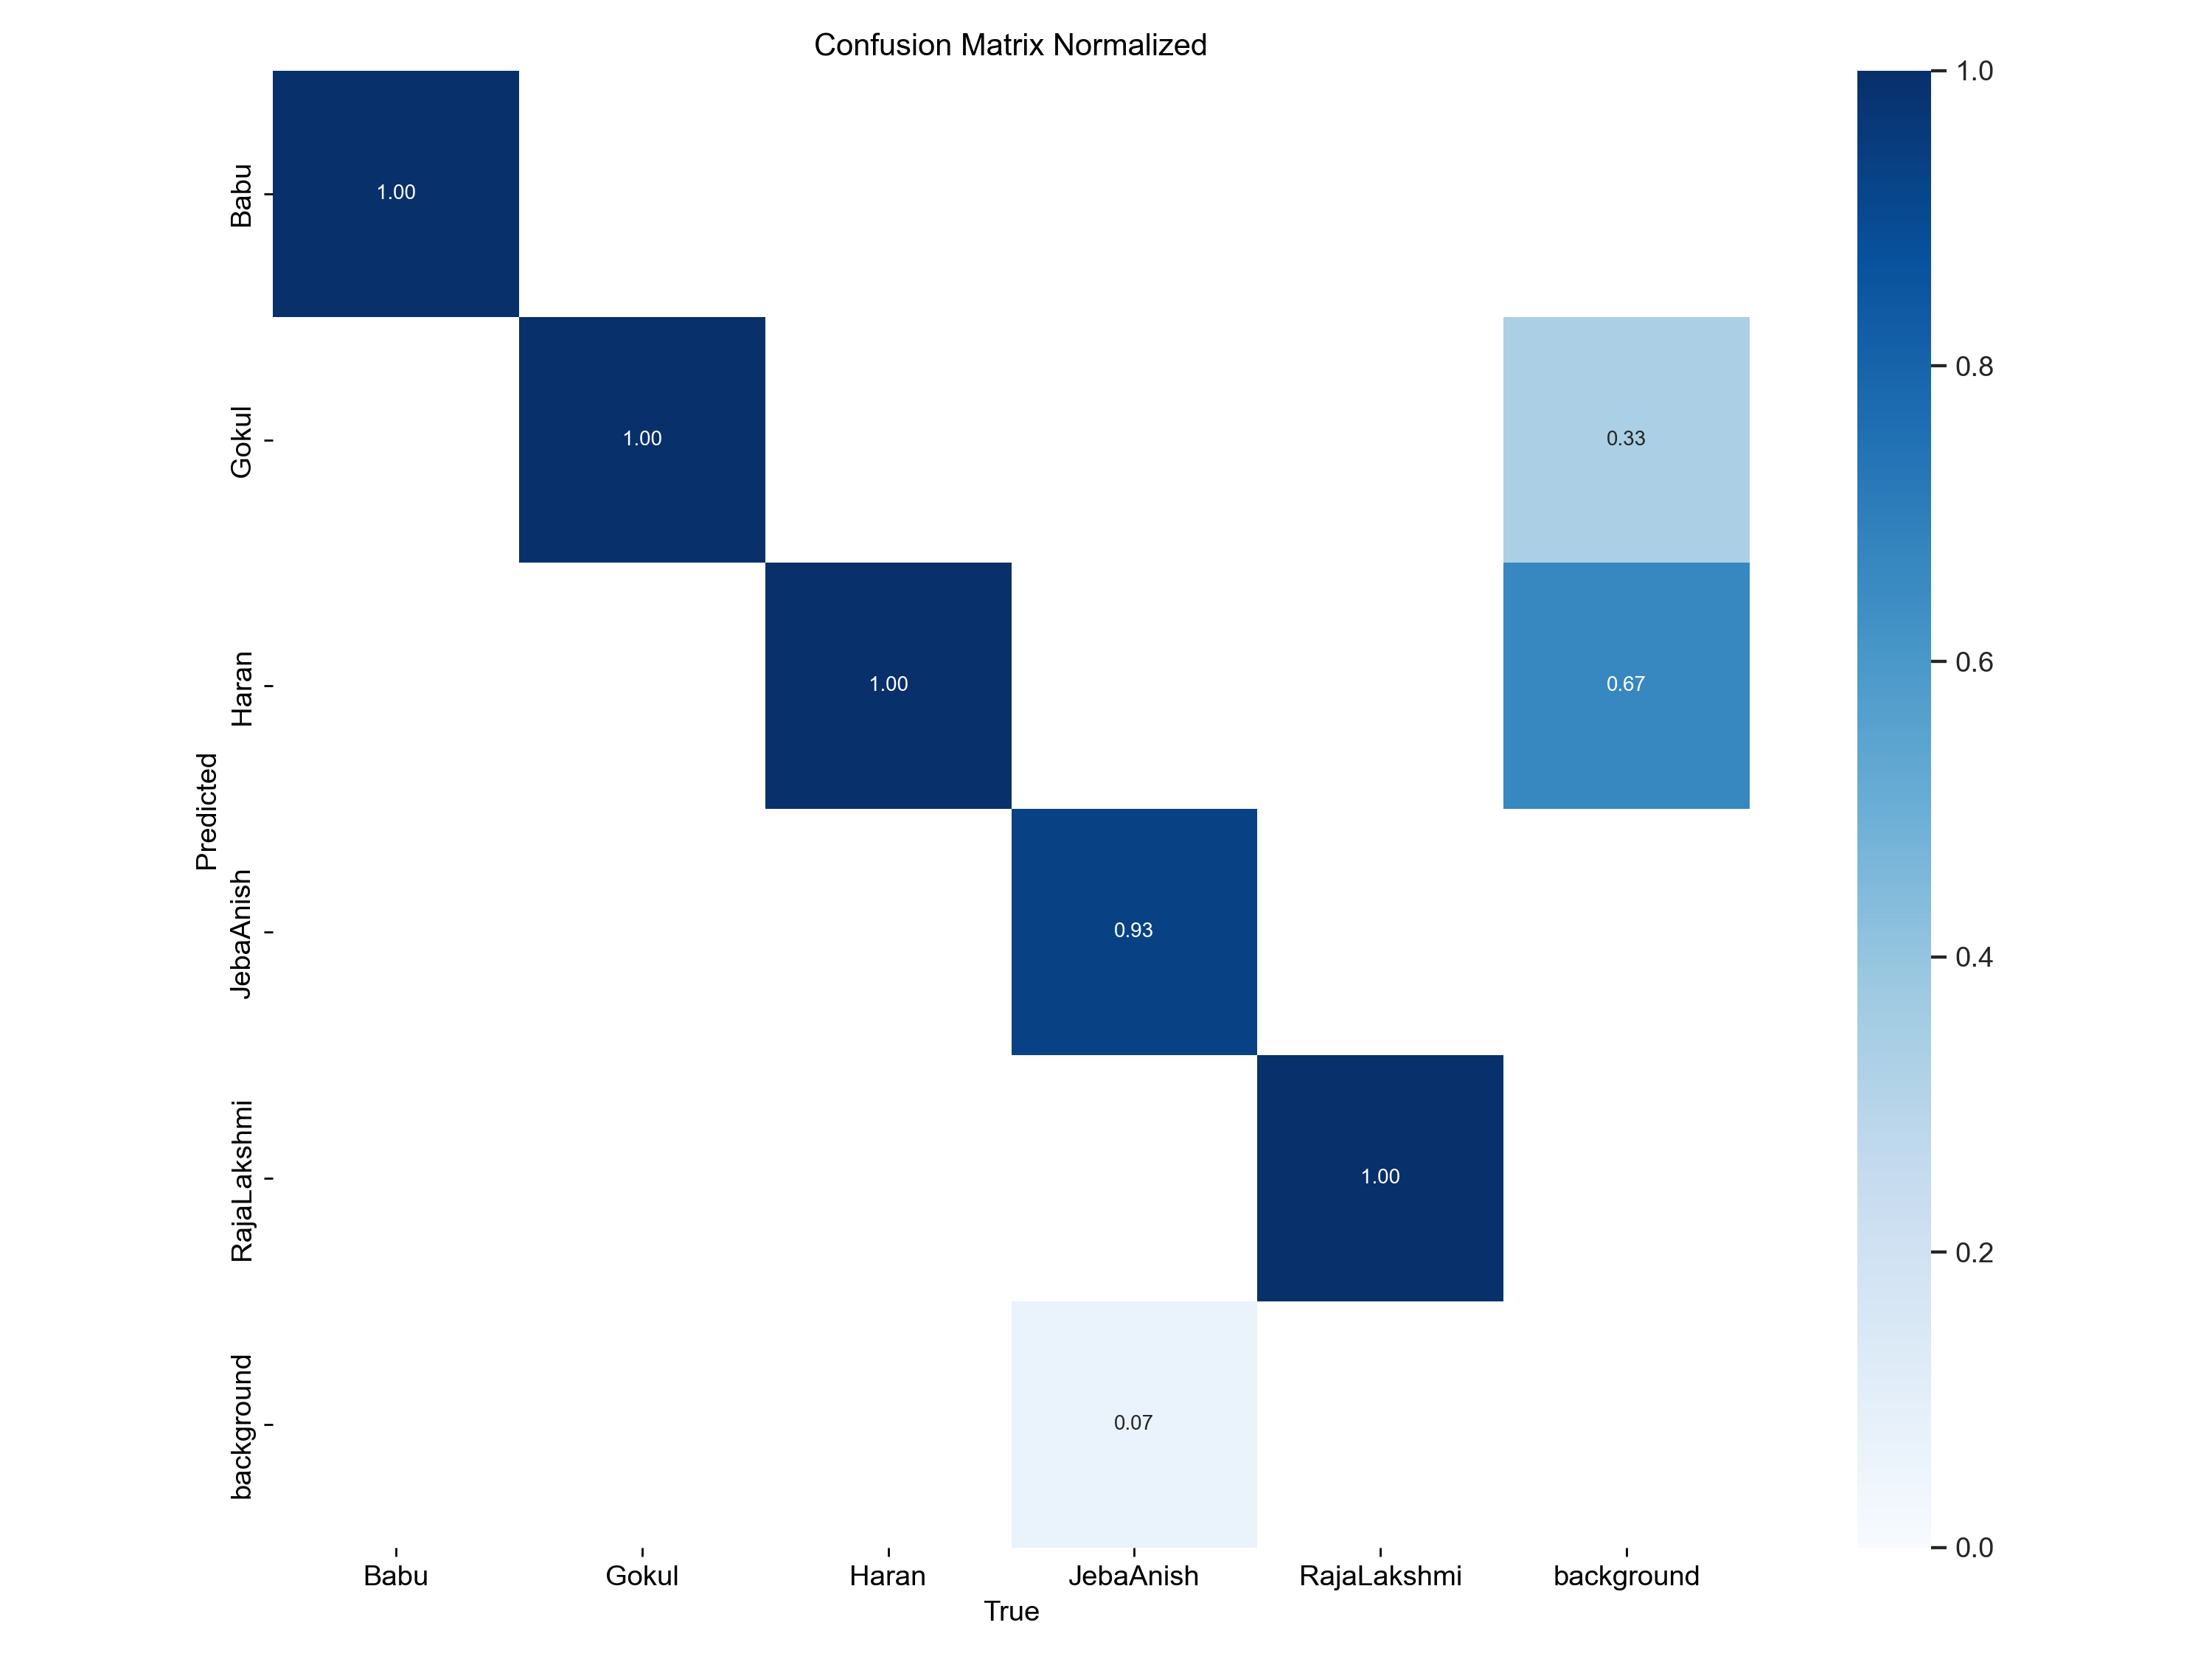 Confusion Matrix Normalized
Babu
Gokul
Haran
JebaAnish
RajaLakshmi
background
Predicted
1.00
1.00
0.33
1.00
0.67
0.93
1.00
0.07
Babu Gokul Haran JebaAnish RajaLakshmi background
True
1.0
0.8
0.6
0.4
0.2
0.0